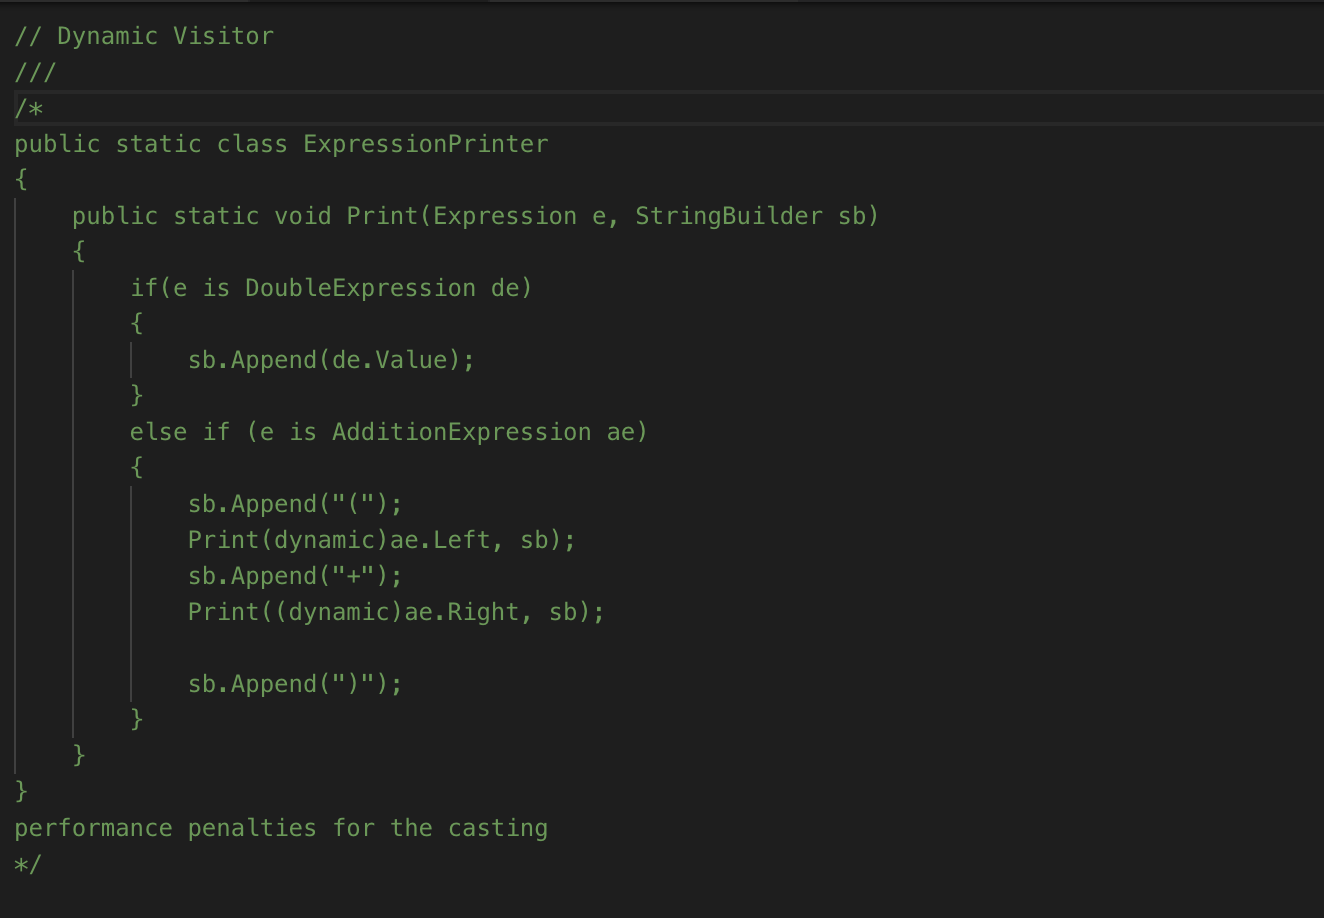 // Dynamic Visitor
///
/*
public static class ExpressionPrinter
{
    public static void Print(Expression e, StringBuilder sb)
    {
        if(e is DoubleExpression de)
        {
            sb.Append(de.Value);
        }
        else if (e is AdditionExpression ae)
        {
            sb.Append("(");
            Print(dynamic)ae.Left, sb);
            sb.Append("+");
            Print((dynamic)ae.Right, sb);

            sb.Append(")");
        }
    }
}
performance penalties for the casting
*/